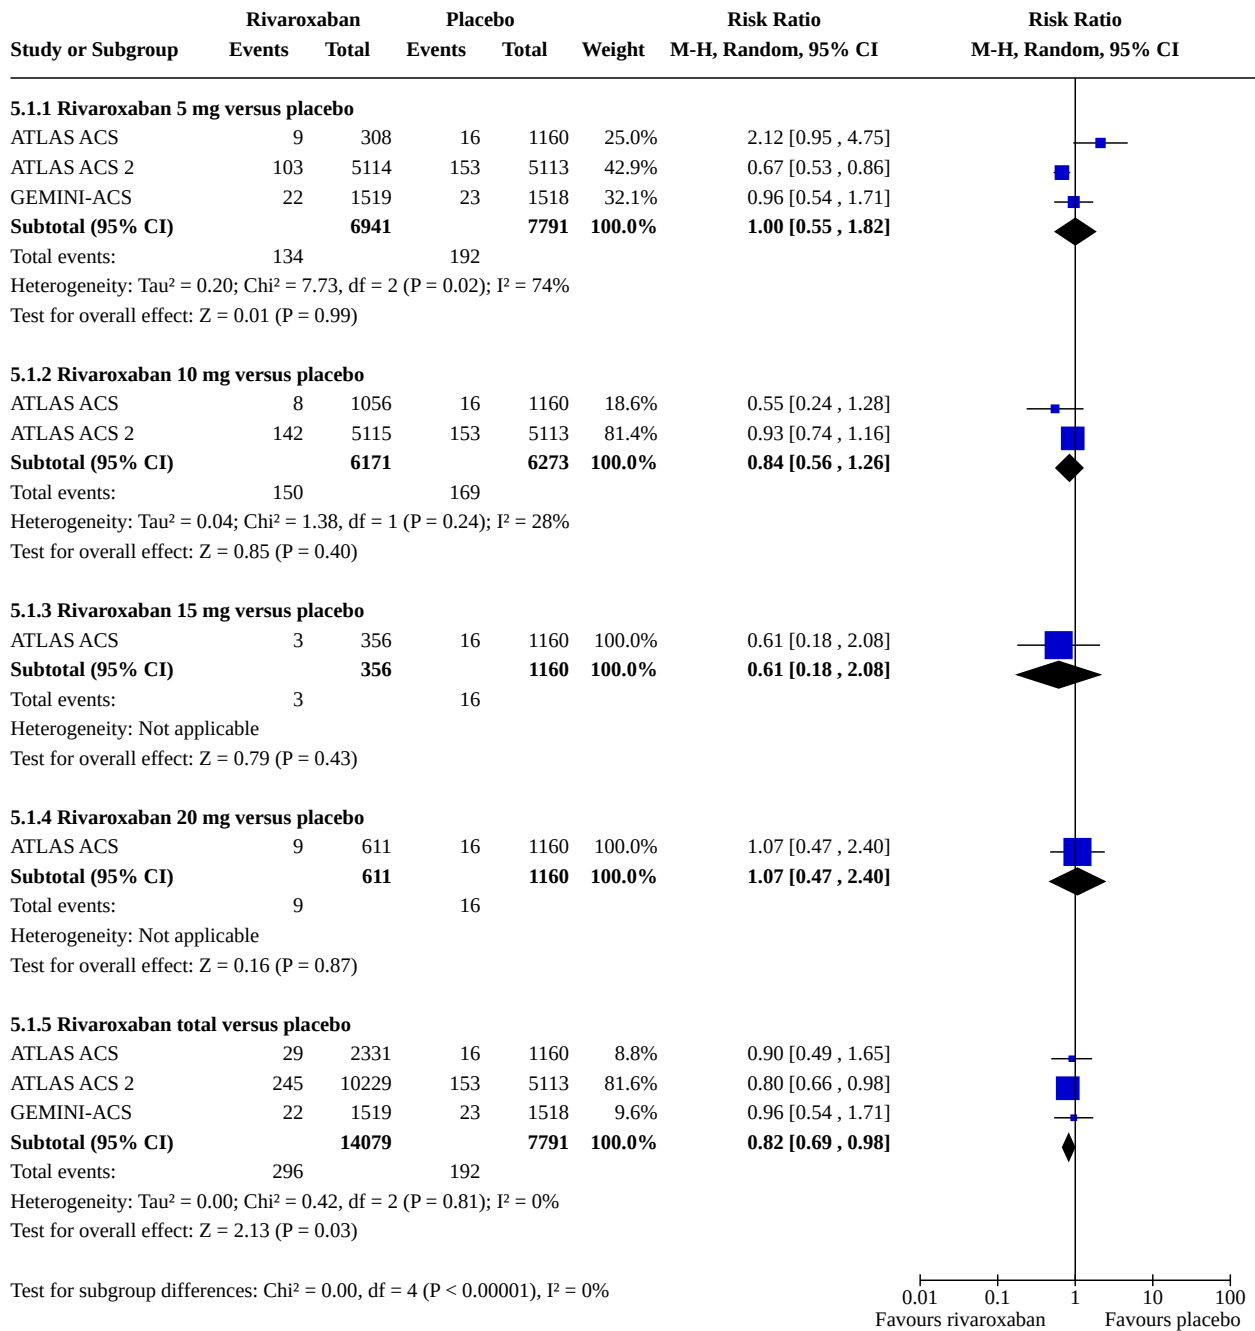 Rivaroxaban Placebo Risk Ratio Risk Ratio
Study or Subgroup Events Total Events Total Weight M-H, Random, 95% CI M-H, Random, 95% CI
5.1.1 Rivaroxaban 5 mg versus placebo
ATLAS ACS 9 308 16 1160 25.0% 2.12 [0.95 , 4.75]
ATLAS ACS 2 103 5114 153 5113 42.9% 0.67 [0.53 , 0.86]
GEMINI-ACS 22 1519 23 1518 32.1% 0.96 [0.54 , 1.71]
Subtotal (95% CI) 6941 7791 100.0% 1.00 [0.55 , 1.82]
Total events: 134 192
Heterogeneity: Tau² = 0.20; Chi² = 7.73, df = 2 (P = 0.02); I² = 74%
Test for overall effect: Z = 0.01 (P = 0.99)
5.1.2 Rivaroxaban 10 mg versus placebo
ATLAS ACS 8 1056 16 1160 18.6% 0.55 [0.24 , 1.28]
ATLAS ACS 2 142 5115 153 5113 81.4% 0.93 [0.74 , 1.16]
Subtotal (95% CI) 6171 6273 100.0% 0.84 [0.56 , 1.26]
Total events: 150 169
Heterogeneity: Tau² = 0.04; Chi² = 1.38, df = 1 (P = 0.24); I² = 28%
Test for overall effect: Z = 0.85 (P = 0.40)
5.1.3 Rivaroxaban 15 mg versus placebo
ATLAS ACS 3 356 16 1160 100.0% 0.61 [0.18 , 2.08]
Subtotal (95% CI) 356 1160 100.0% 0.61 [0.18 , 2.08]
Total events: 3 16
Heterogeneity: Not applicable
Test for overall effect: Z = 0.79 (P = 0.43)
5.1.4 Rivaroxaban 20 mg versus placebo
ATLAS ACS 9 611 16 1160 100.0% 1.07 [0.47 , 2.40]
Subtotal (95% CI) 611 1160 100.0% 1.07 [0.47 , 2.40]
Total events: 9 16
Heterogeneity: Not applicable
Test for overall effect: Z = 0.16 (P = 0.87)
5.1.5 Rivaroxaban total versus placebo
ATLAS ACS 29 2331 16 1160 8.8% 0.90 [0.49 , 1.65]
ATLAS ACS 2 245 10229 153 5113 81.6% 0.80 [0.66 , 0.98]
GEMINI-ACS 22 1519 23 1518 9.6% 0.96 [0.54 , 1.71]
Subtotal (95% CI) 14079 7791 100.0% 0.82 [0.69 , 0.98]
Total events: 296 192
Heterogeneity: Tau² = 0.00; Chi² = 0.42, df = 2 (P = 0.81); I² = 0%
Test for overall effect: Z = 2.13 (P = 0.03)
Test for subgroup differences: Chi² = 0.00, df = 4 (P < 0.00001), I² = 0%
0.01 0.1 1 10 100
Favours rivaroxaban Favours placebo